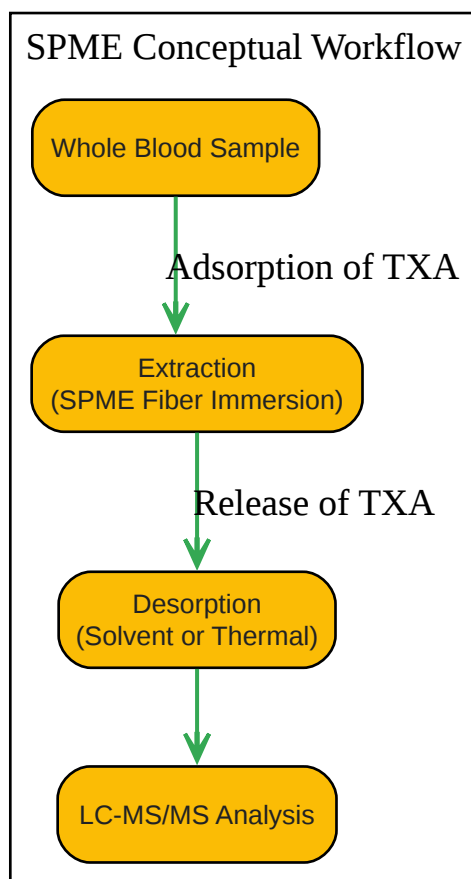 SPME Conceptual Workflow
Whole Blood Sample
Adsorption of TXA
Extraction
(SPME Fiber Immersion)
Release of TXA
Desorption
(Solvent or Thermal)
LC-MS/MS Analysis